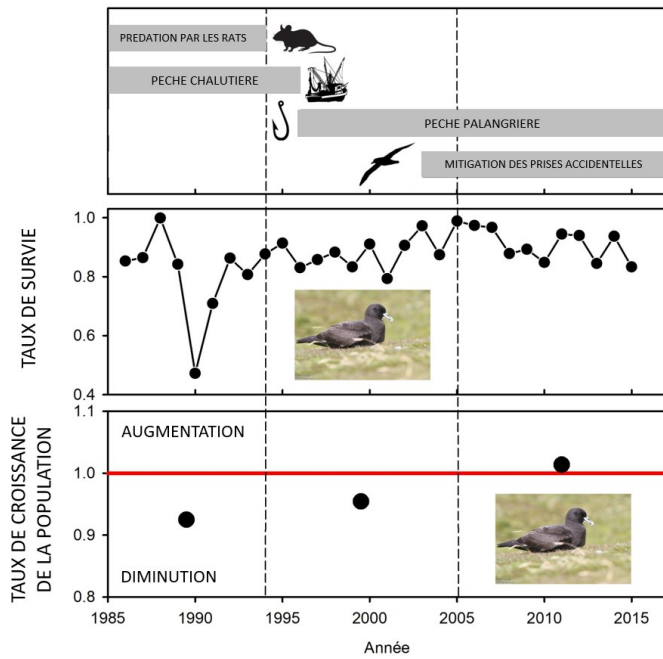 PREDATION PAR LES RATS
PECHE CHALUTIERE
PECHE PALANGRIERE
MITIGATION DES PRISES ACCIDENTELLES
TAUX DE SURVIE
1.0
0.8
0.6
0.4
TAUX DE CROISSANCE
DE LA POPULATION
1.1
1.0
0.9
0.8
AUGMENTATION
DIMINUTION
1985
1990
1995
2000
2005
2010
2015
Année